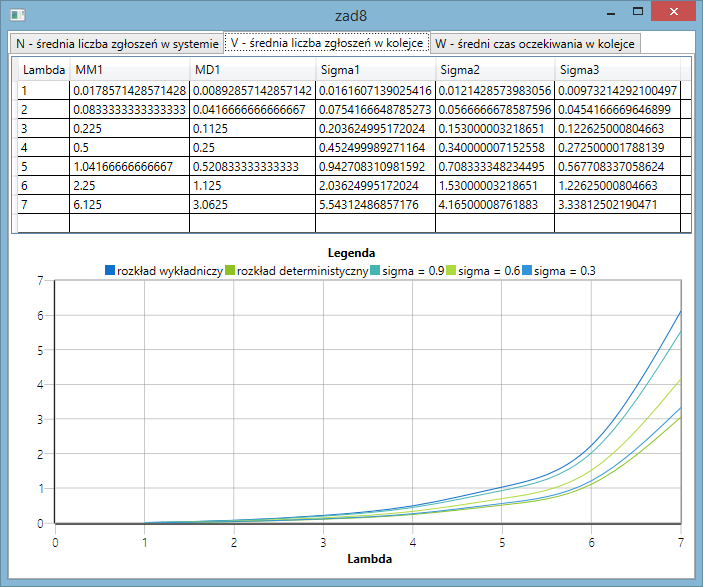 zad8
N - średnia liczba zgłoszeń w systemie V - średnia liczba zgłoszeń w kolejce W - średni czas oczekiwania w kolejce
Lambda MM1 MD1 Sigma1 Sigma2 Sigma3
1 0.0178571428571428 0.00892857142857142 0.0161607139025416 0.0121428573983056 0.00973214292100497
2 0.0833333333333333 0.0416666666666667 0.0754166648785273 0.0566666678587596 0.0454166669646899
3 0.225 0.1125 0.203624995172024 0.153000003218651 0.122625000804663
4 0.5 0.25 0.452499989271164 0.340000007152558 0.272500001788139
5 1.04166666666667 0.520833333333333 0.942708310981592 0.708333348234495 0.567708337058624
6 2.25 1.125 2.03624995172024 1.53000003218651 1.22625000804663
7 6.125 3.0625 5.54312486857176 4.16500008761883 3.33812502190471
Legenda
rozkład wykładniczy rozkład deterministyczny sigma = 0.9 sigma = 0.6 sigma = 0.3
7
6
5
4
3
2
1
0
0 1 2 3 4 5 6 7
Lambda